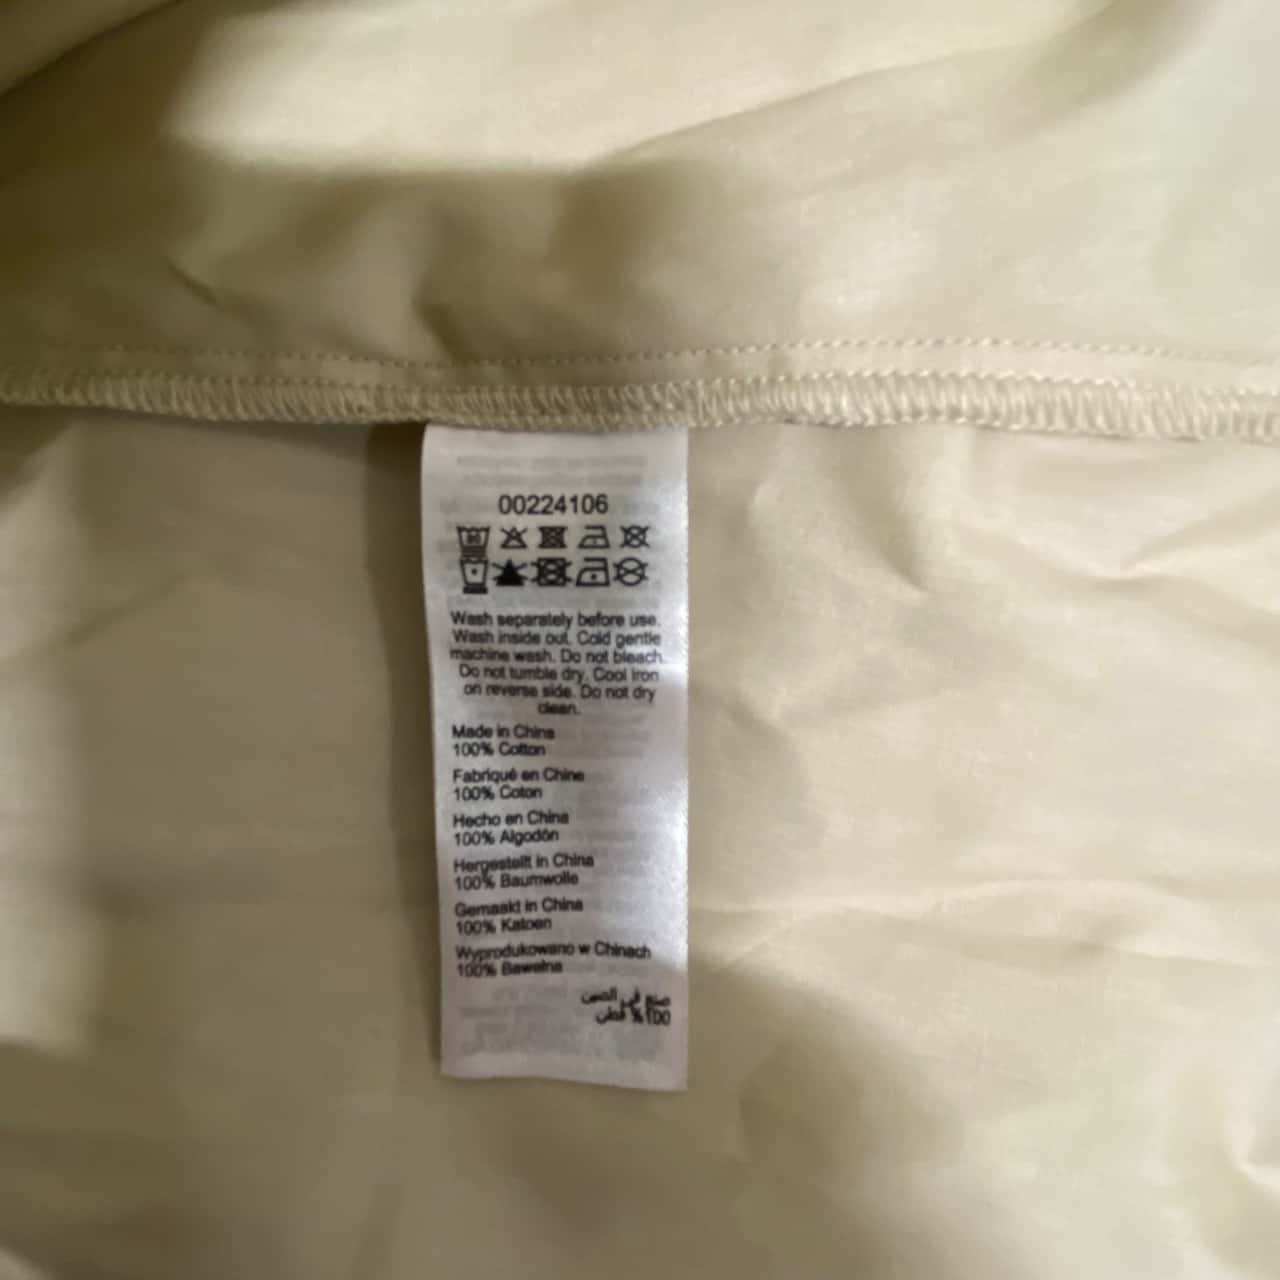 00224106
Wash separately before use.
Wash inside out. Cold gentle
machine wash. Do not bleach.
Do not tumble dry. Cool iron
on reverse side. Do not dry
clean.
Made in China
100% Cotton
Fabriqué en Chine
100% Coton
Hecho en China
100% Algodón
Hergestellt in China
100% Baumwolle
Gemaakt in China
100% Katoen
Wyprodukowano w Chinach
100% Bawełna
صنع في الصين
100% قطن